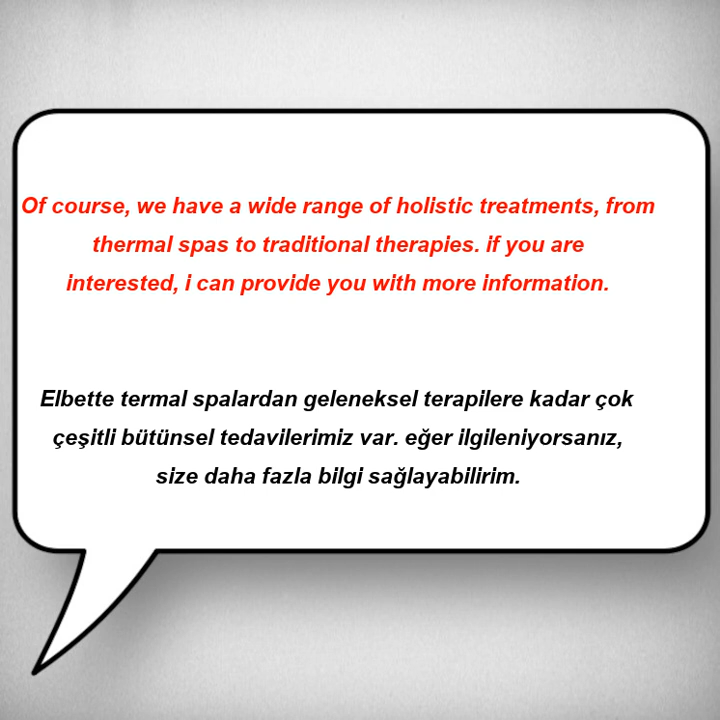 Of course, we have a wide range of holistic treatments, from
thermal spas to traditional therapies. if you are
interested, i can provide you with more information.
Elbette termal spalardan geleneksel terapilere kadar çok
çeşitli bütünsel tedavilerimiz var. eğer ilgileniyorsanız,
size daha fazla bilgi sağlayabilirim.